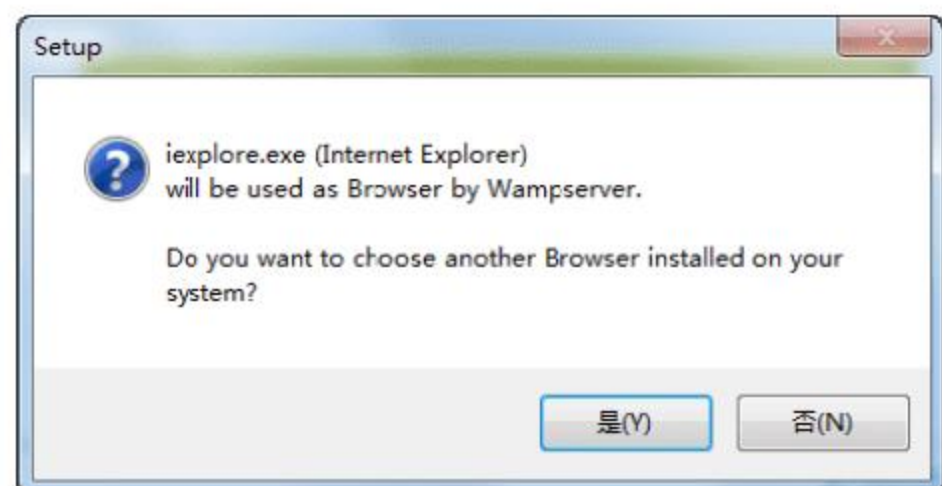 Setup
iexplore.exe (Internet Explorer)
will be used as Browser by Wampserver.
Do you want to choose another Browser installed on your
system?
是(Y)
否(N)